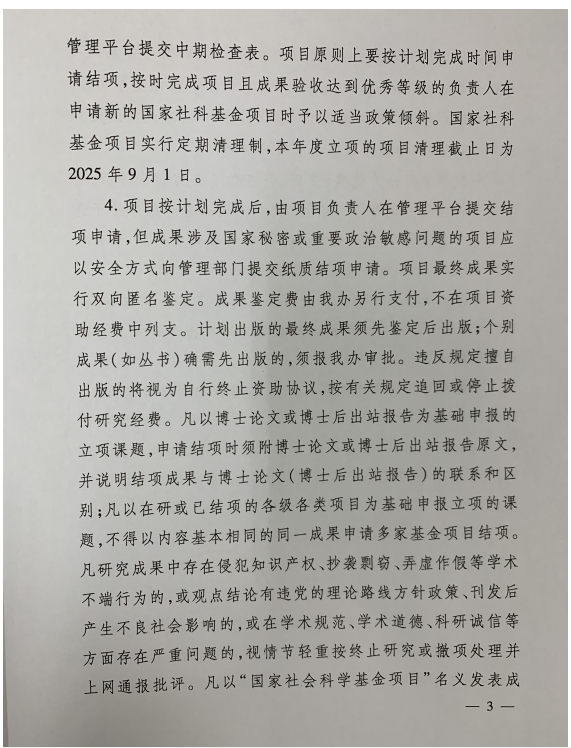 管理平台提交中期检查表。项目原则上要按计划完成时间申
请结项,按时完成项目且成果验收达到优秀等级的负责人在
申请新的国家社科基金项目时予以适当政策倾斜。国家社科
基金项目实行定期清理制,本年度立项的项目清理截止日为
2025 年 9 月 1 日。
4. 项目按计划完成后,由项目负责人在管理平台提交结
项申请,但成果涉及国家秘密或重要政治敏感问题的项目应
以安全方式向管理部门提交纸质结项申请。项目最终成果实
行双向匿名鉴定。成果鉴定费由我办另行支付,不在项目资
助经费中列支。计划出版的最终成果须先鉴定后出版;个别
成果(如丛书)确需先出版的,须报我办审批。违反规定擅自
出版的将视为自行终止资助协议,按有关规定追回或停止拨
付研究经费。凡以博士论文或博士后出站报告为基础申报的
立项课题,申请结项时须附博士论文或博士后出站报告原文,
并说明结项成果与博士论文(博士后出站报告)的联系和区
别;凡以在研或已结项的各级各类项目为基础申报立项的课
题,不得以内容基本相同的同一成果申请多家基金项目结项。
凡研究成果中存在侵犯知识产权、抄袭剽窃、弄虚作假等学术
不端行为的,或观点结论有违党的理论路线方针政策、刊发后
产生不良社会影响的,或在学术规范、学术道德、科研诚信等
方面存在严重问题的,视情节轻重按终止研究或撤项处理并
上网通报批评。凡以“国家社会科学基金项目”名义发表成
— 3 —